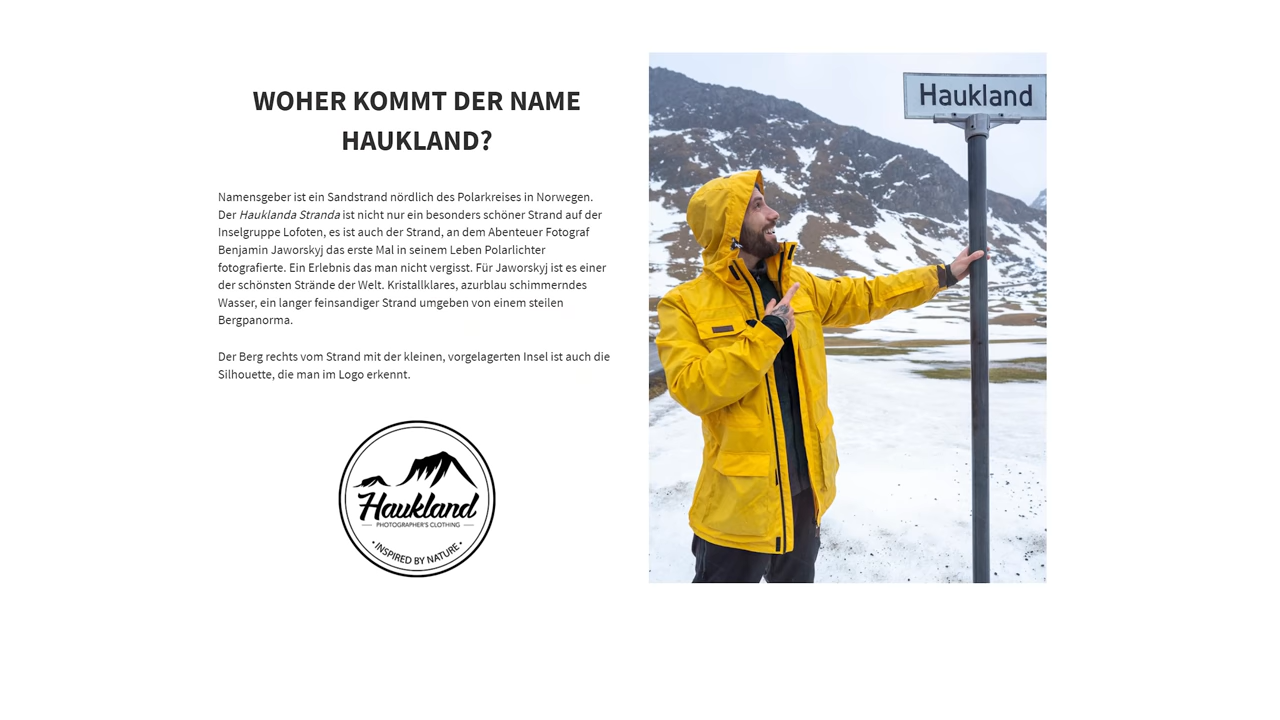 WOHER KOMMT DER NAME
HAUKLAND?
Namensgeber ist ein Sandstrand nördlich des Polarkreises in Norwegen.
Der Hauklanda Stranda ist nicht nur ein besonders schöner Strand auf der
Inselgruppe Lofoten, es ist auch der Strand, an dem Abenteuer Fotograf
Benjamin Jaworskyj das erste Mal in seinem Leben Polarlichter
fotografierte. Ein Erlebnis das man nicht vergisst. Für Jaworskyj ist es einer
der schönsten Strände der Welt. Kristallklares, azurblau schimmerndes
Wasser, ein langer feinsandiger Strand umgeben von einem steilen
Bergpanorma.
Der Berg rechts vom Strand mit der kleinen, vorgelagerten Insel ist auch die
Silhouette, die man im Logo erkennt.
Haukland
PHOTOGRAPHER'S CLOTHING
• INSPIRED BY NATURE •
Haukland